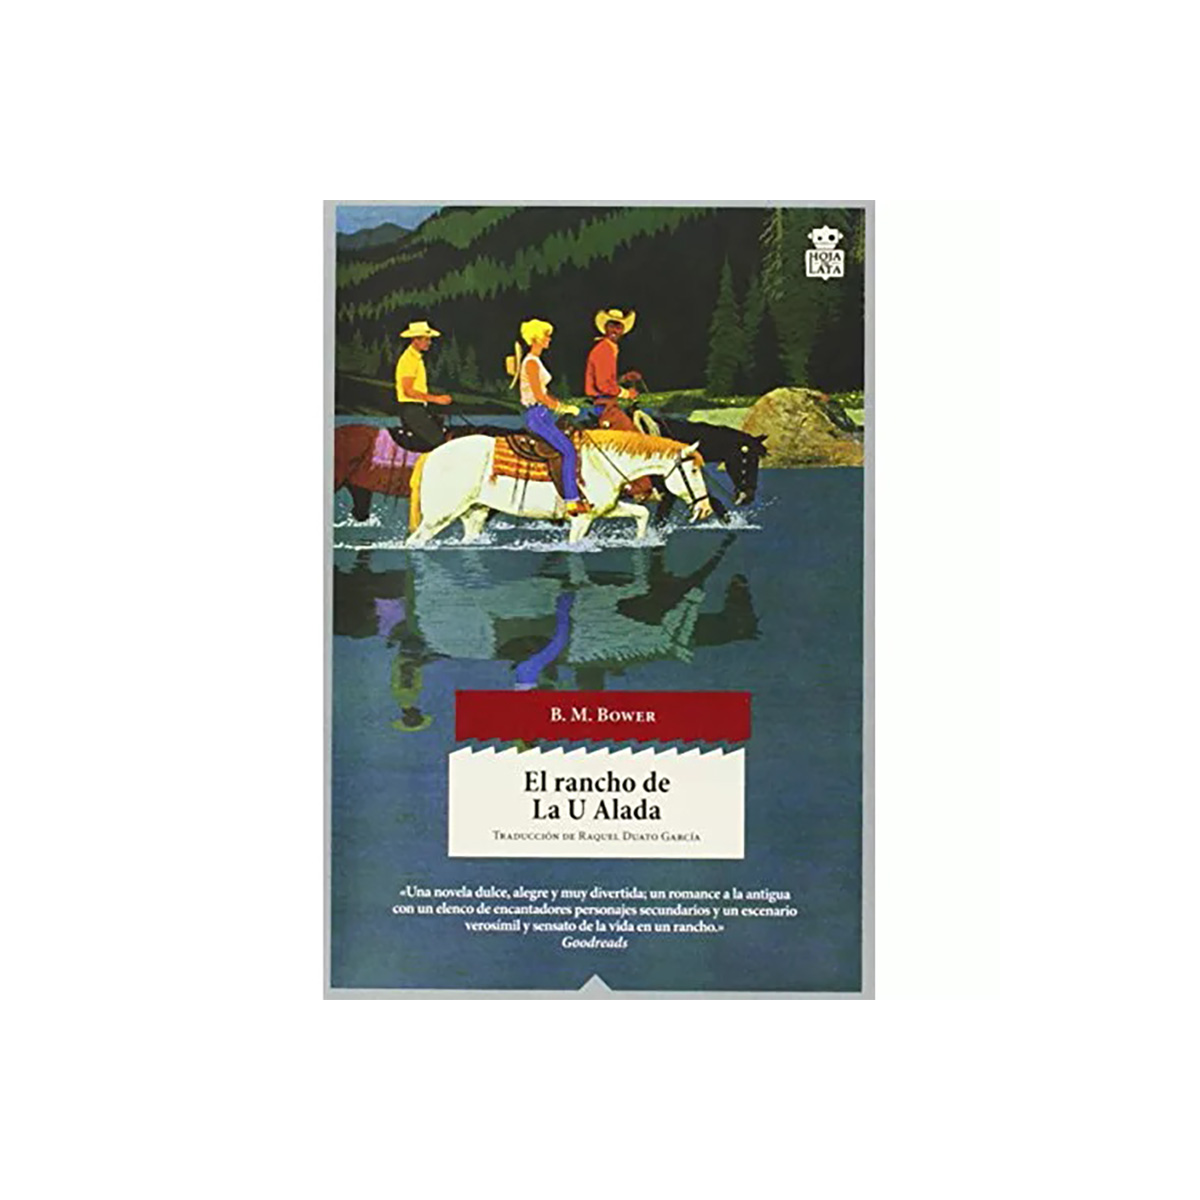 HOJA
DE
LATA
B. M. Bower
El rancho de
La U Alada
Traducción de Raquel Duato García
«Una novela dulce, alegre y muy divertida; un romance a la antigua
con un elenco de encantadores personajes secundarios y un escenario
verosímil y sensato de la vida en un rancho.»
Goodreads